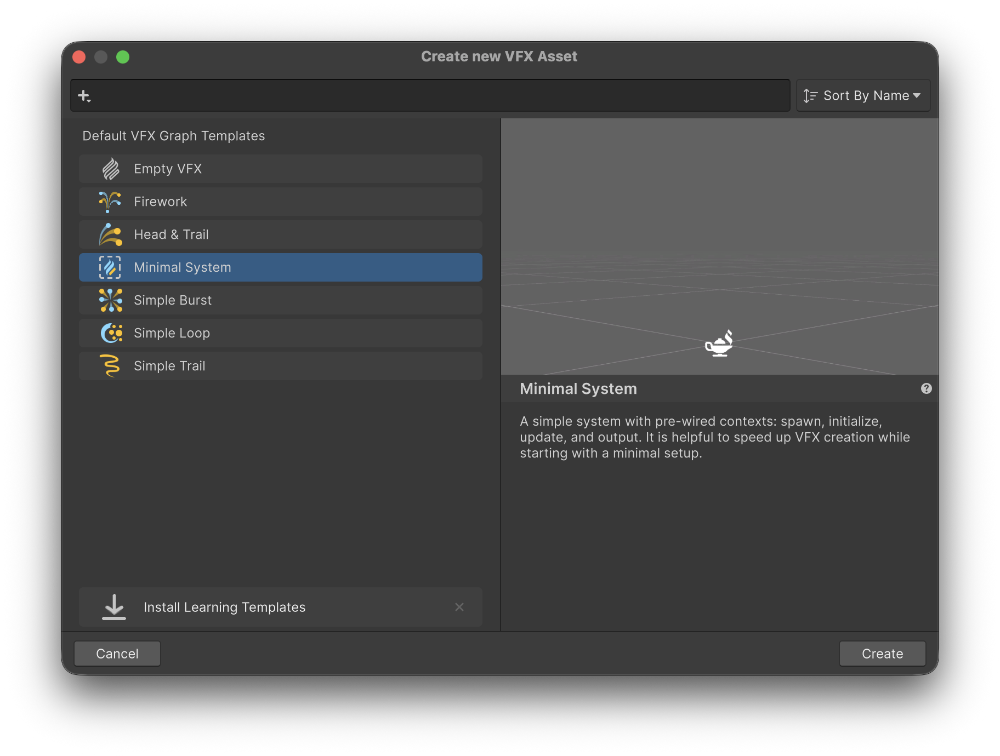 Create new VFX Asset
Sort By Name
Default VFX Graph Templates
Empty VFX
Firework
Head & Trail
Minimal System
Simple Burst
Simple Loop
Simple Trail
Install Learning Templates
Minimal System
A simple system with pre-wired contexts: spawn, initialize,
update, and output. It is helpful to speed up VFX creation while
starting with a minimal setup.
Cancel
Create